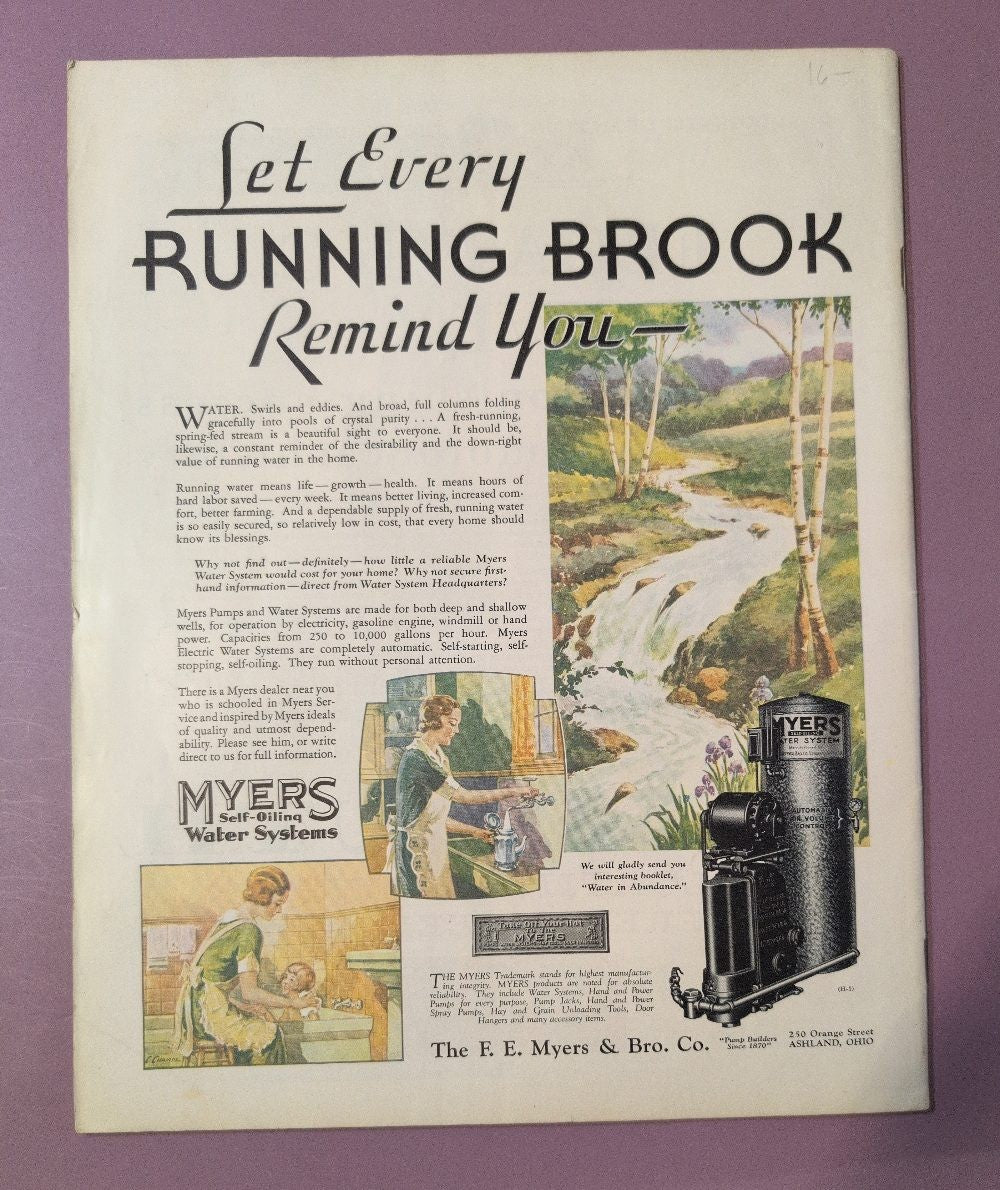 16—
Let Every
RUNNING BROOK
Remind You —
WATER. Swirls and eddies. And broad, full columns folding
gracefully into pools of crystal purity . . . A fresh-running,
spring-fed stream is a beautiful sight to everyone. It should be,
likewise, a constant reminder of the desirability and the down-right
value of running water in the home.
Running water means life—growth—health. It means hours of
hard labor saved—every week. It means better living, increased com-
fort, better farming. And a dependable supply of fresh, running water
is so easily secured, so relatively low in cost, that every home should
know its blessings.
Why not find out—definitely—how little a reliable Myers
Water System would cost for your home? Why not secure first-
hand information—direct from Water System Headquarters?
Myers Pumps and Water Systems are made for both deep and shallow
wells, for operation by electricity, gasoline engine, windmill or hand
power. Capacities from 250 to 10,000 gallons per hour. Myers
Electric Water Systems are completely automatic. Self-starting, self-
stopping, self-oiling. They run without personal attention.
There is a Myers dealer near you
who is schooled in Myers Ser-
vice and inspired by Myers ideals
of quality and utmost depend-
ability. Please see him, or write
direct to us for full information.
MYERS
Self-Oiling
Water Systems
MYERS
SELF-OILING
WATER SYSTEM
AUTOMATIC
AIR VOLUME
CONTROL
We will gladly send you
interesting booklet,
"Water in Abundance."
Take Off Your Hat
To The
MYERS
THE MYERS Trademark stands for highest manufactur-
ing integrity. MYERS products are noted for absolute
reliability. They include Water Systems, Hand and Power
Pumps for every purpose, Pump Jacks, Hand and Power
Spray Pumps, Hay and Grain Unloading Tools, Door
Hangers and many accessory items.
(H-1)
The F. E. Myers & Bro. Co.
"Pump Builders
Since 1870"
250 Orange Street
ASHLAND, OHIO